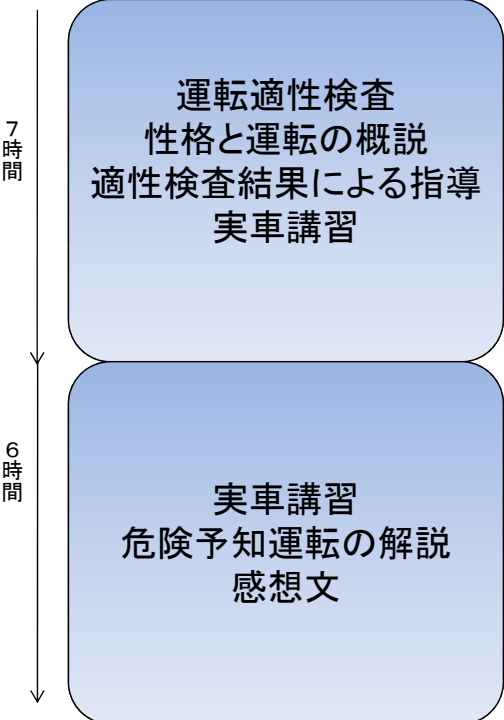 ７時間
運転適性検査
性格と運転の概説
適性検査結果による指導
実車講習
６時間
実車講習
危険予知運転の解説
感想文